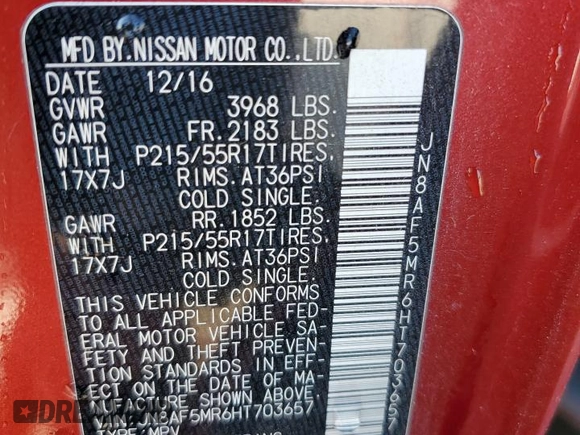 MFD BY.NISSAN MOTOR CO.,LTD.
DATE 12/16
GVWR 3968 LBS.
GAWR FR.2183 LBS.
WITH P215/55R17TIRES,
17X7J RIMS.AT36PSI
COLD SINGLE.
GAWR RR.1852 LBS.
WITH P215/55R17TIRES,
17X7J RIMS.AT36PSI
COLD SINGLE.
THIS VEHICLE CONFORMS
TO ALL APPLICABLE FED-
ERAL MOTOR VEHICLE SA-
FETY AND THEFT PREVEN-
TION STANDARDS IN EFF-
ECT ON THE DATE OF MA-
NUFACTURE SHOWN ABOVE.
VIN:JN8AF5MR6HT703657
TYPE:MPV
JN8AF5MR6HT703657